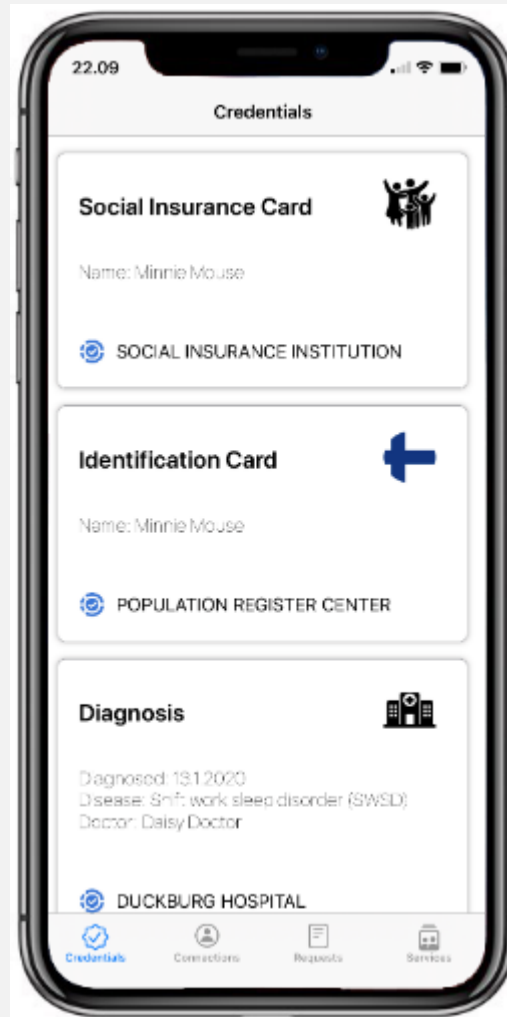 22.09
Credentials
Social Insurance Card
Name: Minnie Mouse
SOCIAL INSURANCE INSTITUTION
Identification Card
Name: Minnie Mouse
POPULATION REGISTER CENTER
Diagnosis
Diagnosed: 13.1.2020
Disease: Shift work sleep disorder (SWSD)
Doctor: Daisy Doctor
DUCKBURG HOSPITAL
Credentials Connections Requests Services